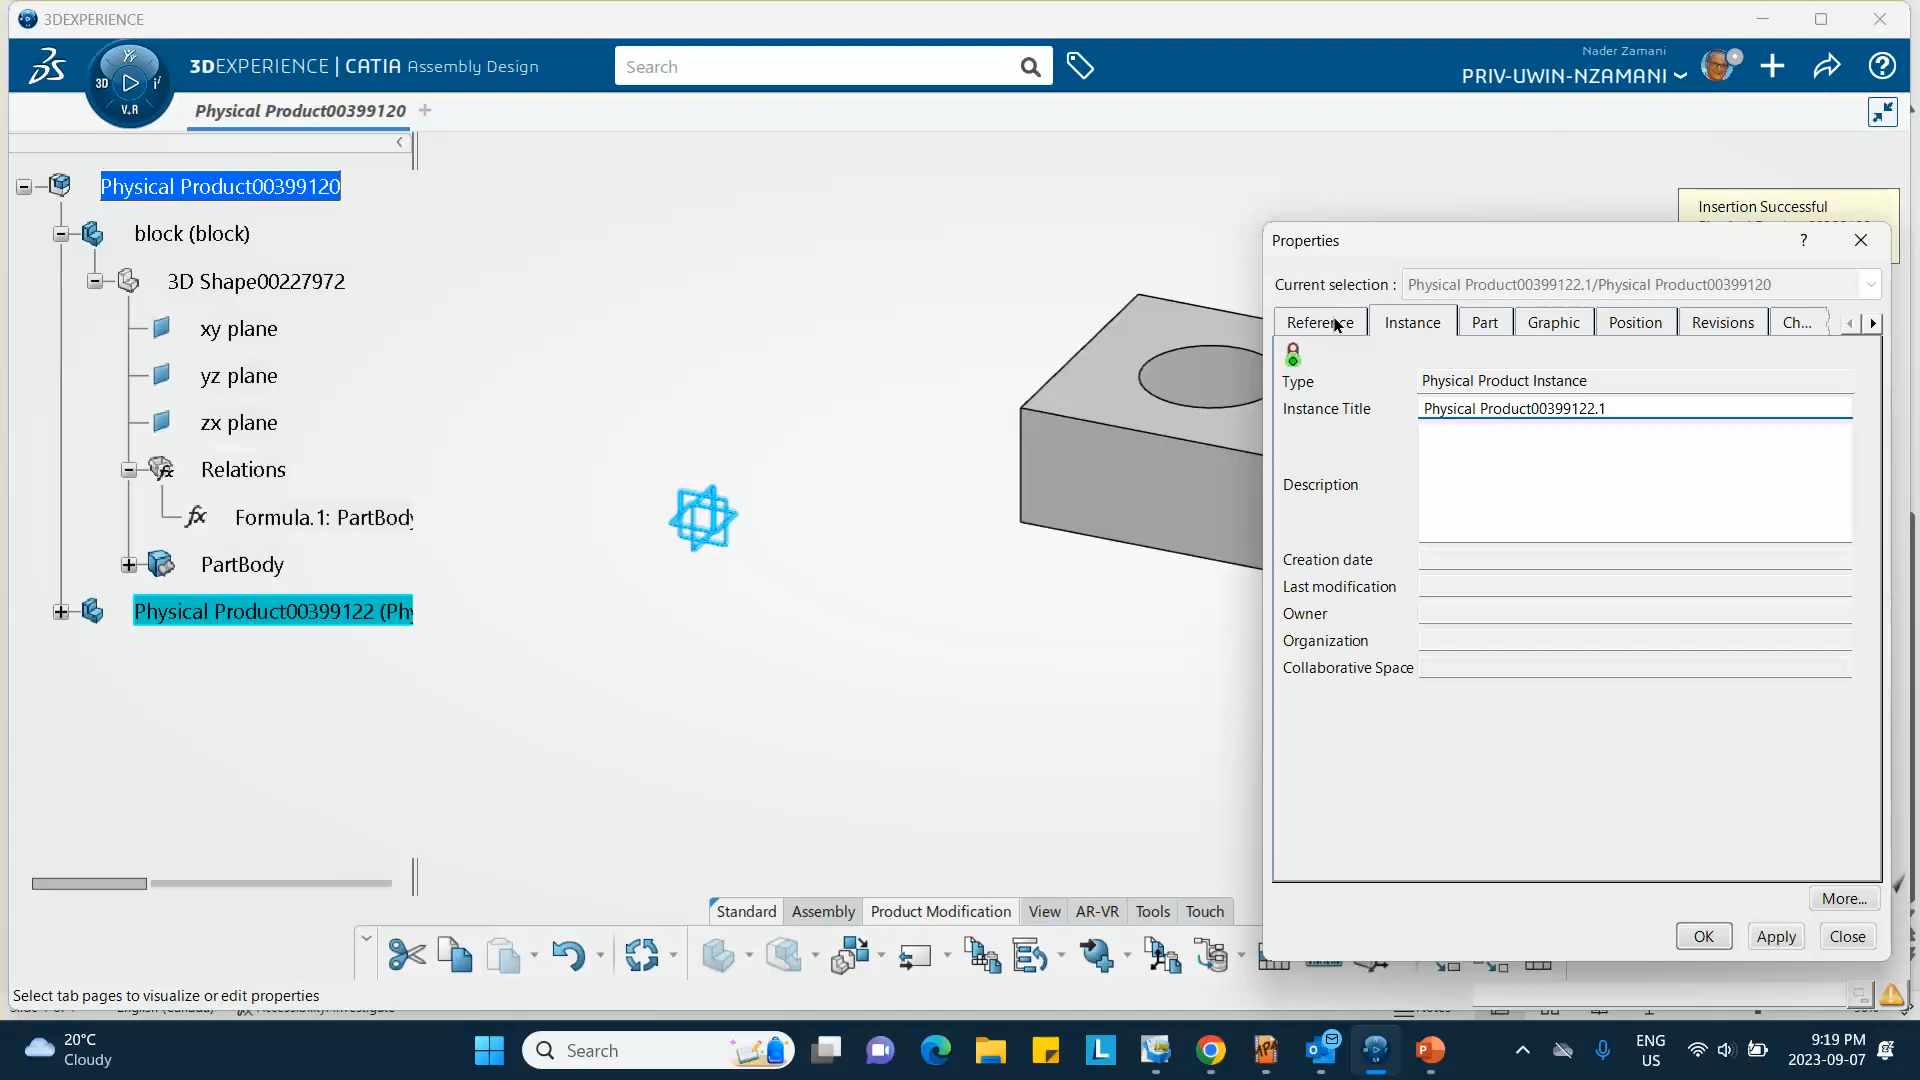 3DEXPERIENCE
3DEXPERIENCE | CATIA Assembly Design
Search
Nader Zamani
PRIV-UWIN-NZAMANI
3D
V.R
Physical Product00399120
Physical Product00399120
block (block)
3D Shape00227972
xy plane
yz plane
zx plane
Relations
Formula.1: PartBody
PartBody
Physical Product00399122 (Phy
Insertion Successful
Properties
Current selection :
Physical Product00399122.1/Physical Product00399120
Reference
Instance
Part
Graphic
Position
Revisions
Ch...
Type
Physical Product Instance
Instance Title
Physical Product00399122.1
Description
Creation date
Last modification
Owner
Organization
Collaborative Space
More...
OK
Apply
Close
Standard
Assembly
Product Modification
View
AR-VR
Tools
Touch
Select tab pages to visualize or edit properties
20°C
Cloudy
Search
ENG
US
9:19 PM
2023-09-07